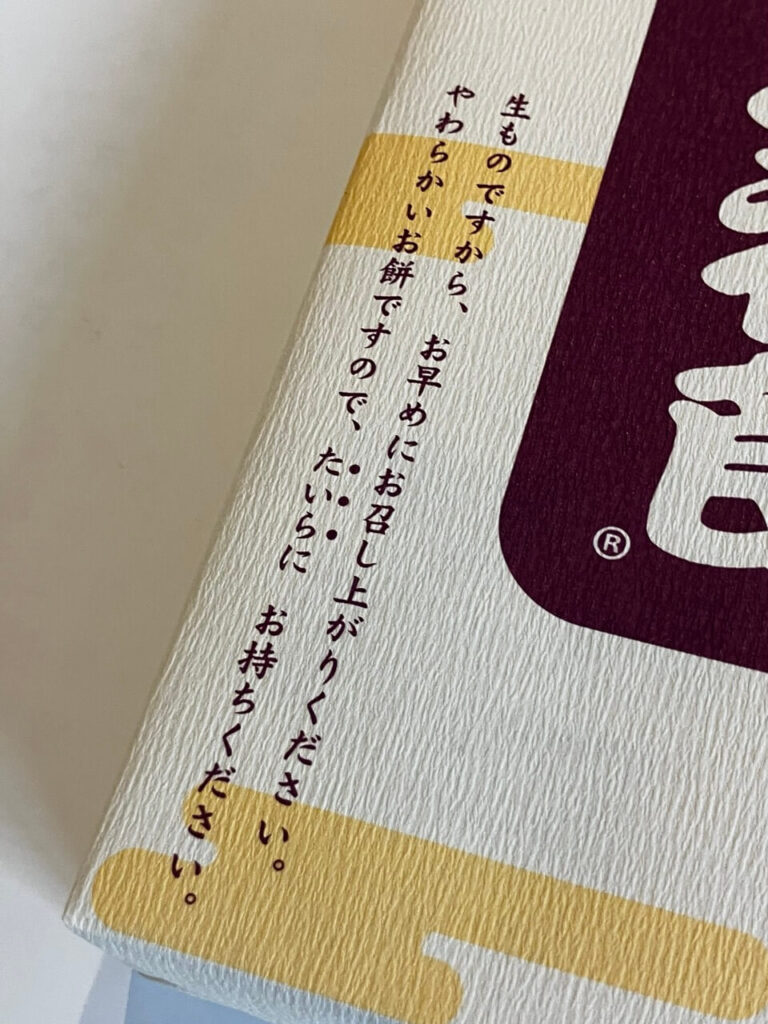 生ものですから、お早めにお召し上がりください。
やわらかいお餅ですので、たいらに お持ちください。
®